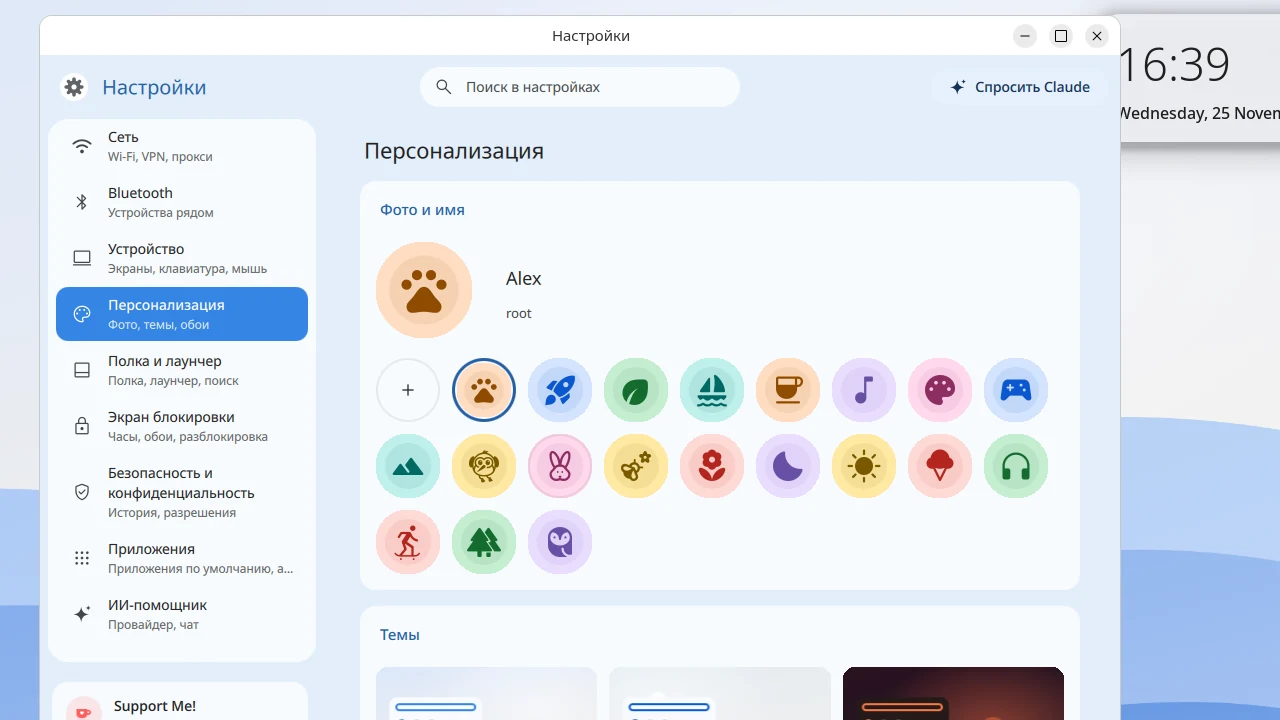 Настройки
16:39
Wednesday, 25 Novem
Настройки
Поиск в настройках
Спросить Claude
Сеть
Wi-Fi, VPN, прокси
Bluetooth
Устройства рядом
Устройство
Экраны, клавиатура, мышь
Персонализация
Фото, темы, обои
Полка и лаунчер
Полка, лаунчер, поиск
Экран блокировки
Часы, обои, разблокировка
Безопасность и
конфиденциальность
История, разрешения
Приложения
Приложения по умолчанию, а...
ИИ-помощник
Провайдер, чат
Support Me!
Персонализация
Фото и имя
Alex
root
Темы